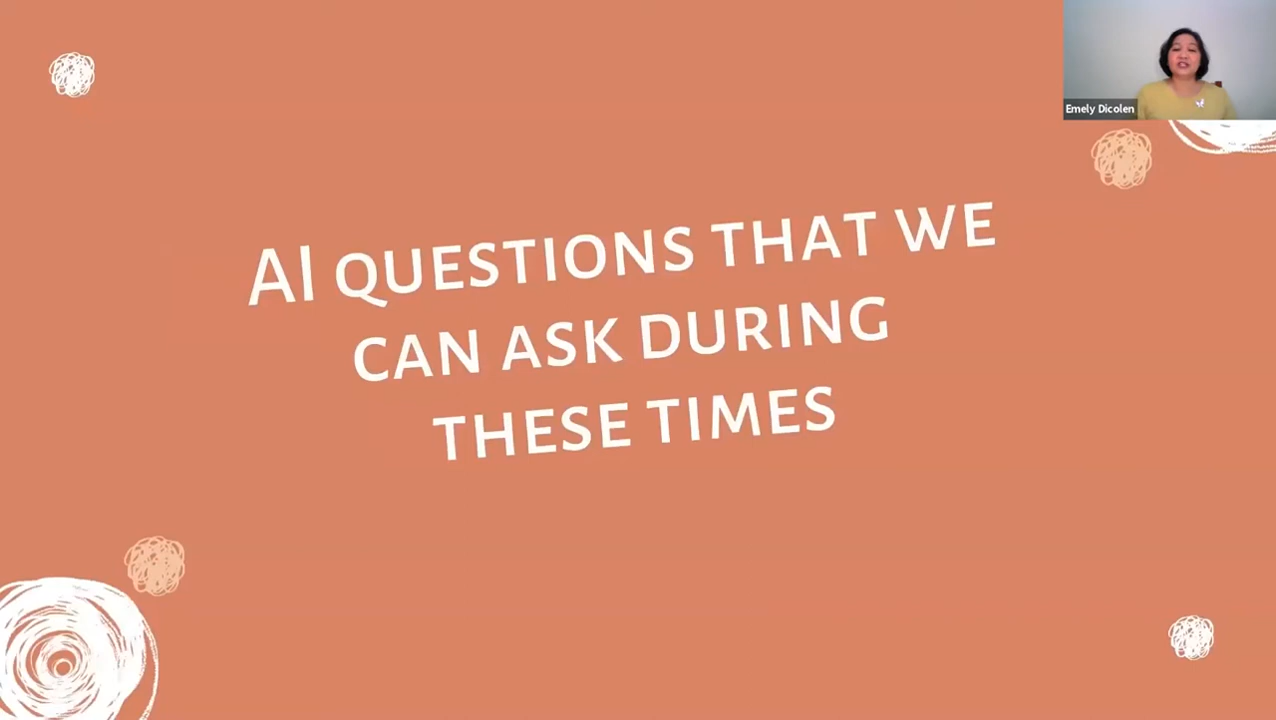 AI QUESTIONS THAT WE
CAN ASK DURING
THESE TIMES
Emely Dicolen